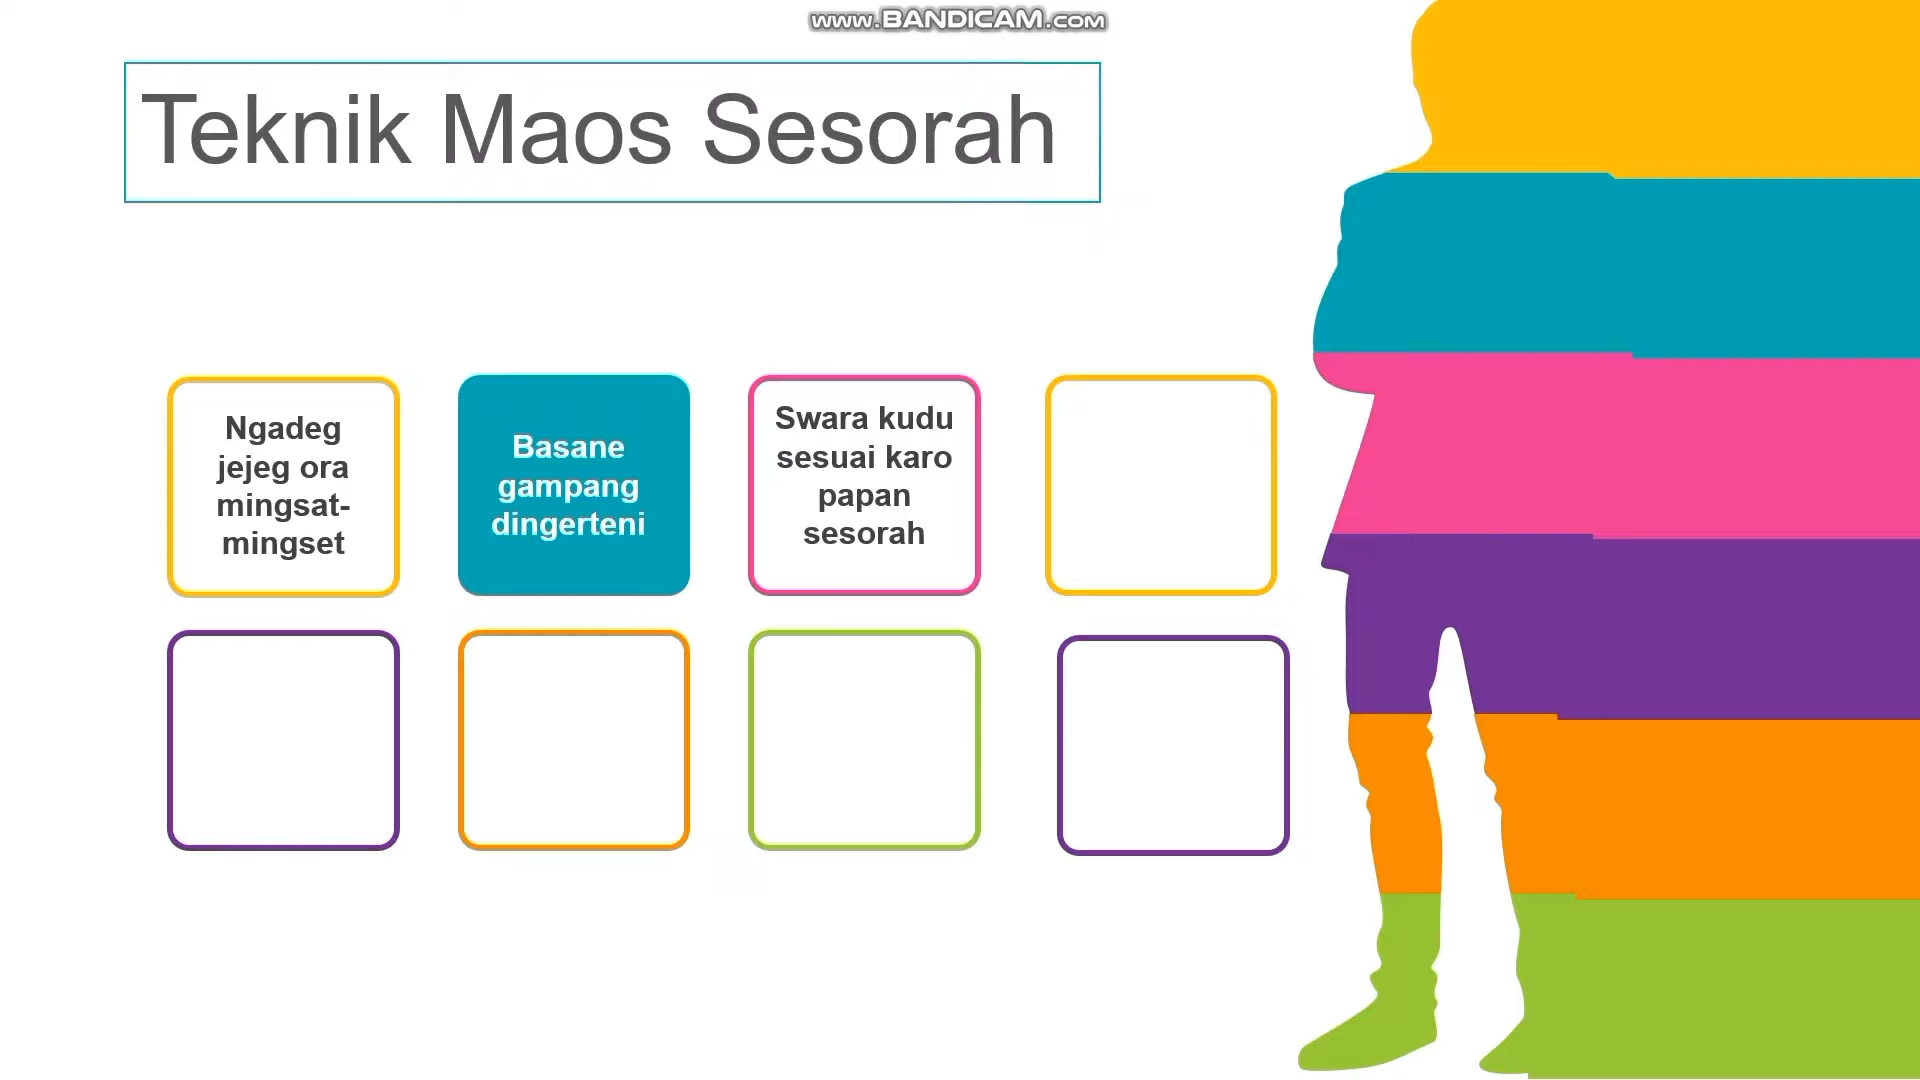 www.BANDICAM.com
Teknik Maos Sesorah
Ngadeg
jejeg ora
mingsat-
mingset
Basane
gampang
dingerteni
Swara kudu
sesuai karo
papan
sesorah